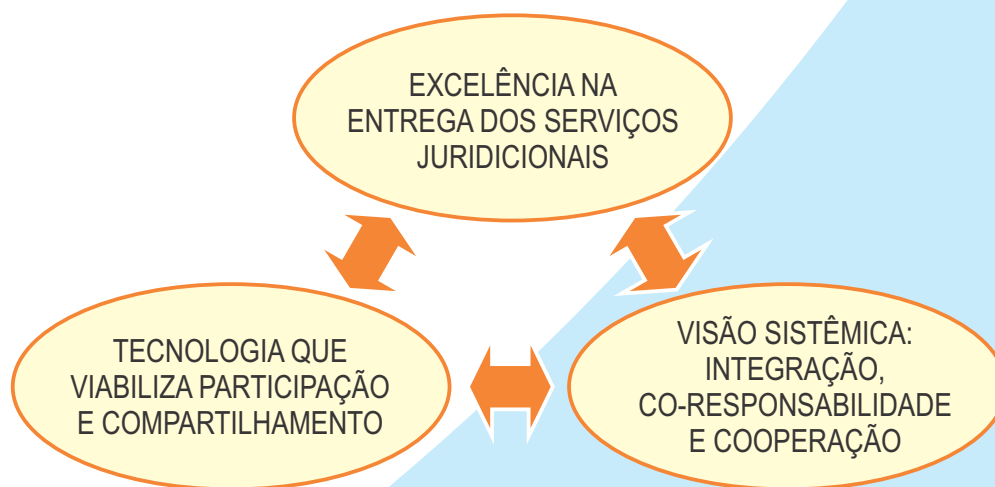 EXCELÊNCIA NA
ENTREGA DOS SERVIÇOS
JURIDICIONAIS
TECNOLOGIA QUE
VIABILIZA PARTICIPAÇÃO
E COMPARTILHAMENTO
VISÃO SISTÊMICA:
INTEGRAÇÃO,
CO-RESPONSABILIDADE
E COOPERAÇÃO